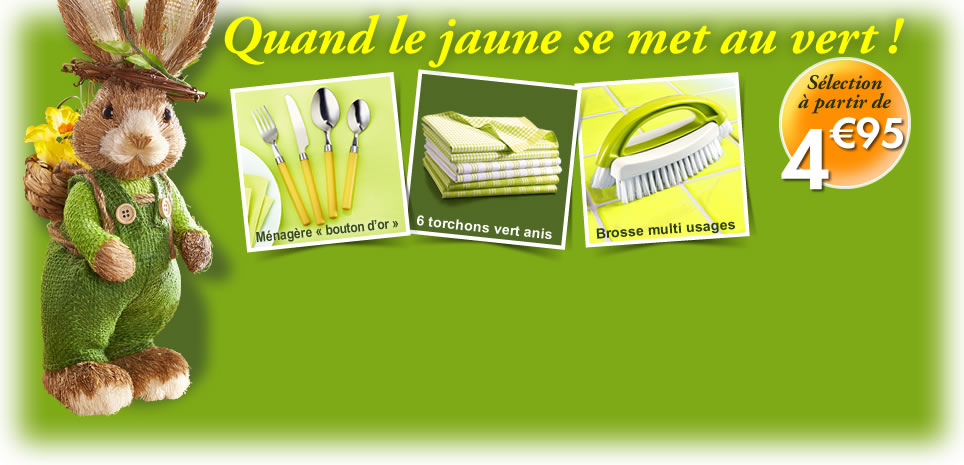 Quand le jaune se met au vert !
Sélection
à partir de
4€95
Ménagère « bouton d'or »
6 torchons vert anis
Brosse multi usages